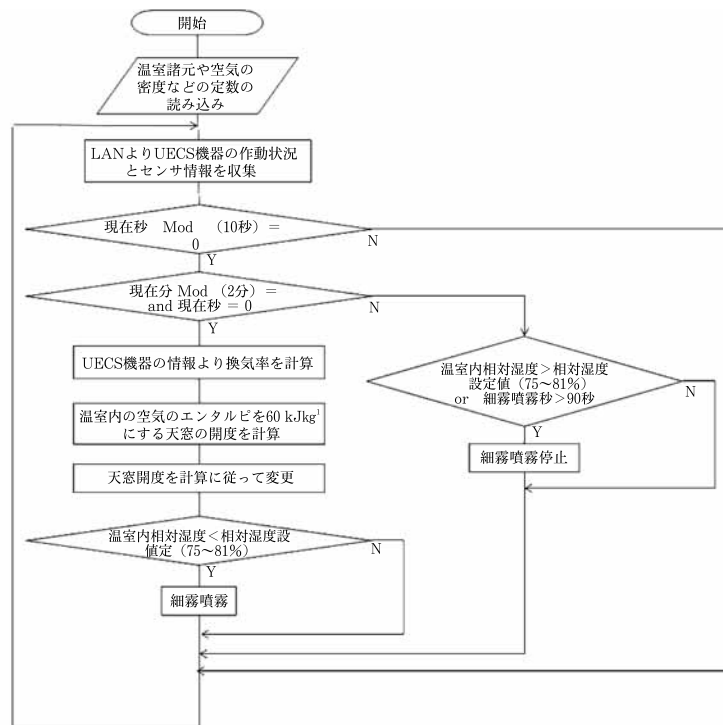 開始
温室諸元や空気の
密度などの定数の
読み込み
LANよりUECS機器の作動状況
とセンサ情報を収集
現在秒 Mod （10秒）＝
0
N
Y
現在分 Mod （2分）＝
and 現在秒 ＝ 0
N
Y
UECS機器の情報より換気率を計算
温室内の空気のエンタルピを60 kJkg¹
にする天窓の開度を計算
天窓開度を計算に従って変更
温室内相対湿度＜相対湿度設
値定（75～81%）
N
Y
細霧噴霧
温室内相対湿度＞相対湿度
設定値（75～81%）
or 細霧噴霧秒＞90秒
N
Y
細霧噴霧停止